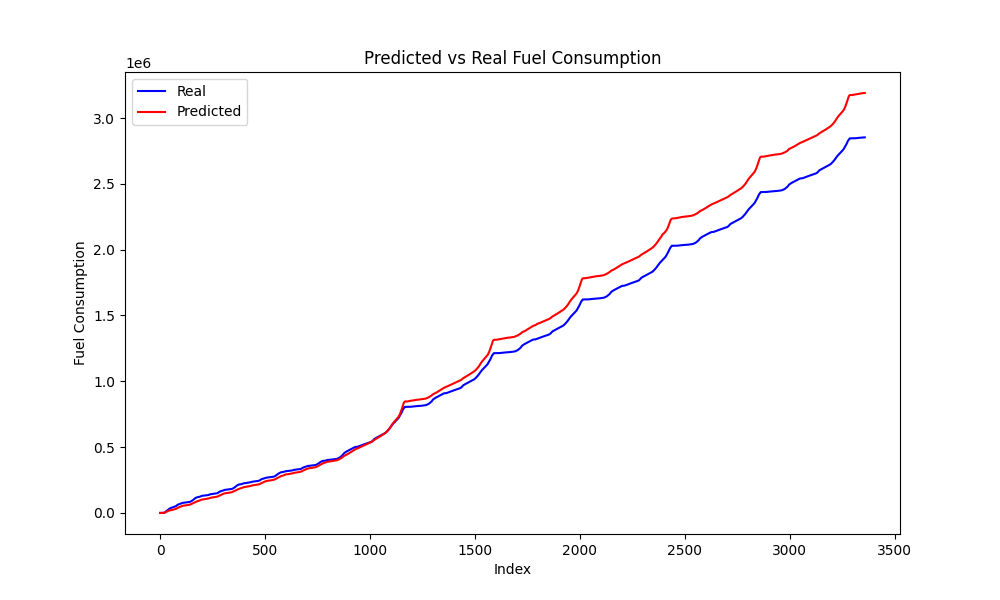 Predicted vs Real Fuel Consumption
1e6
Real
Predicted
3.0
2.5
2.0
1.5
1.0
0.5
0.0
Fuel Consumption
0 500 1000 1500 2000 2500 3000 3500
Index